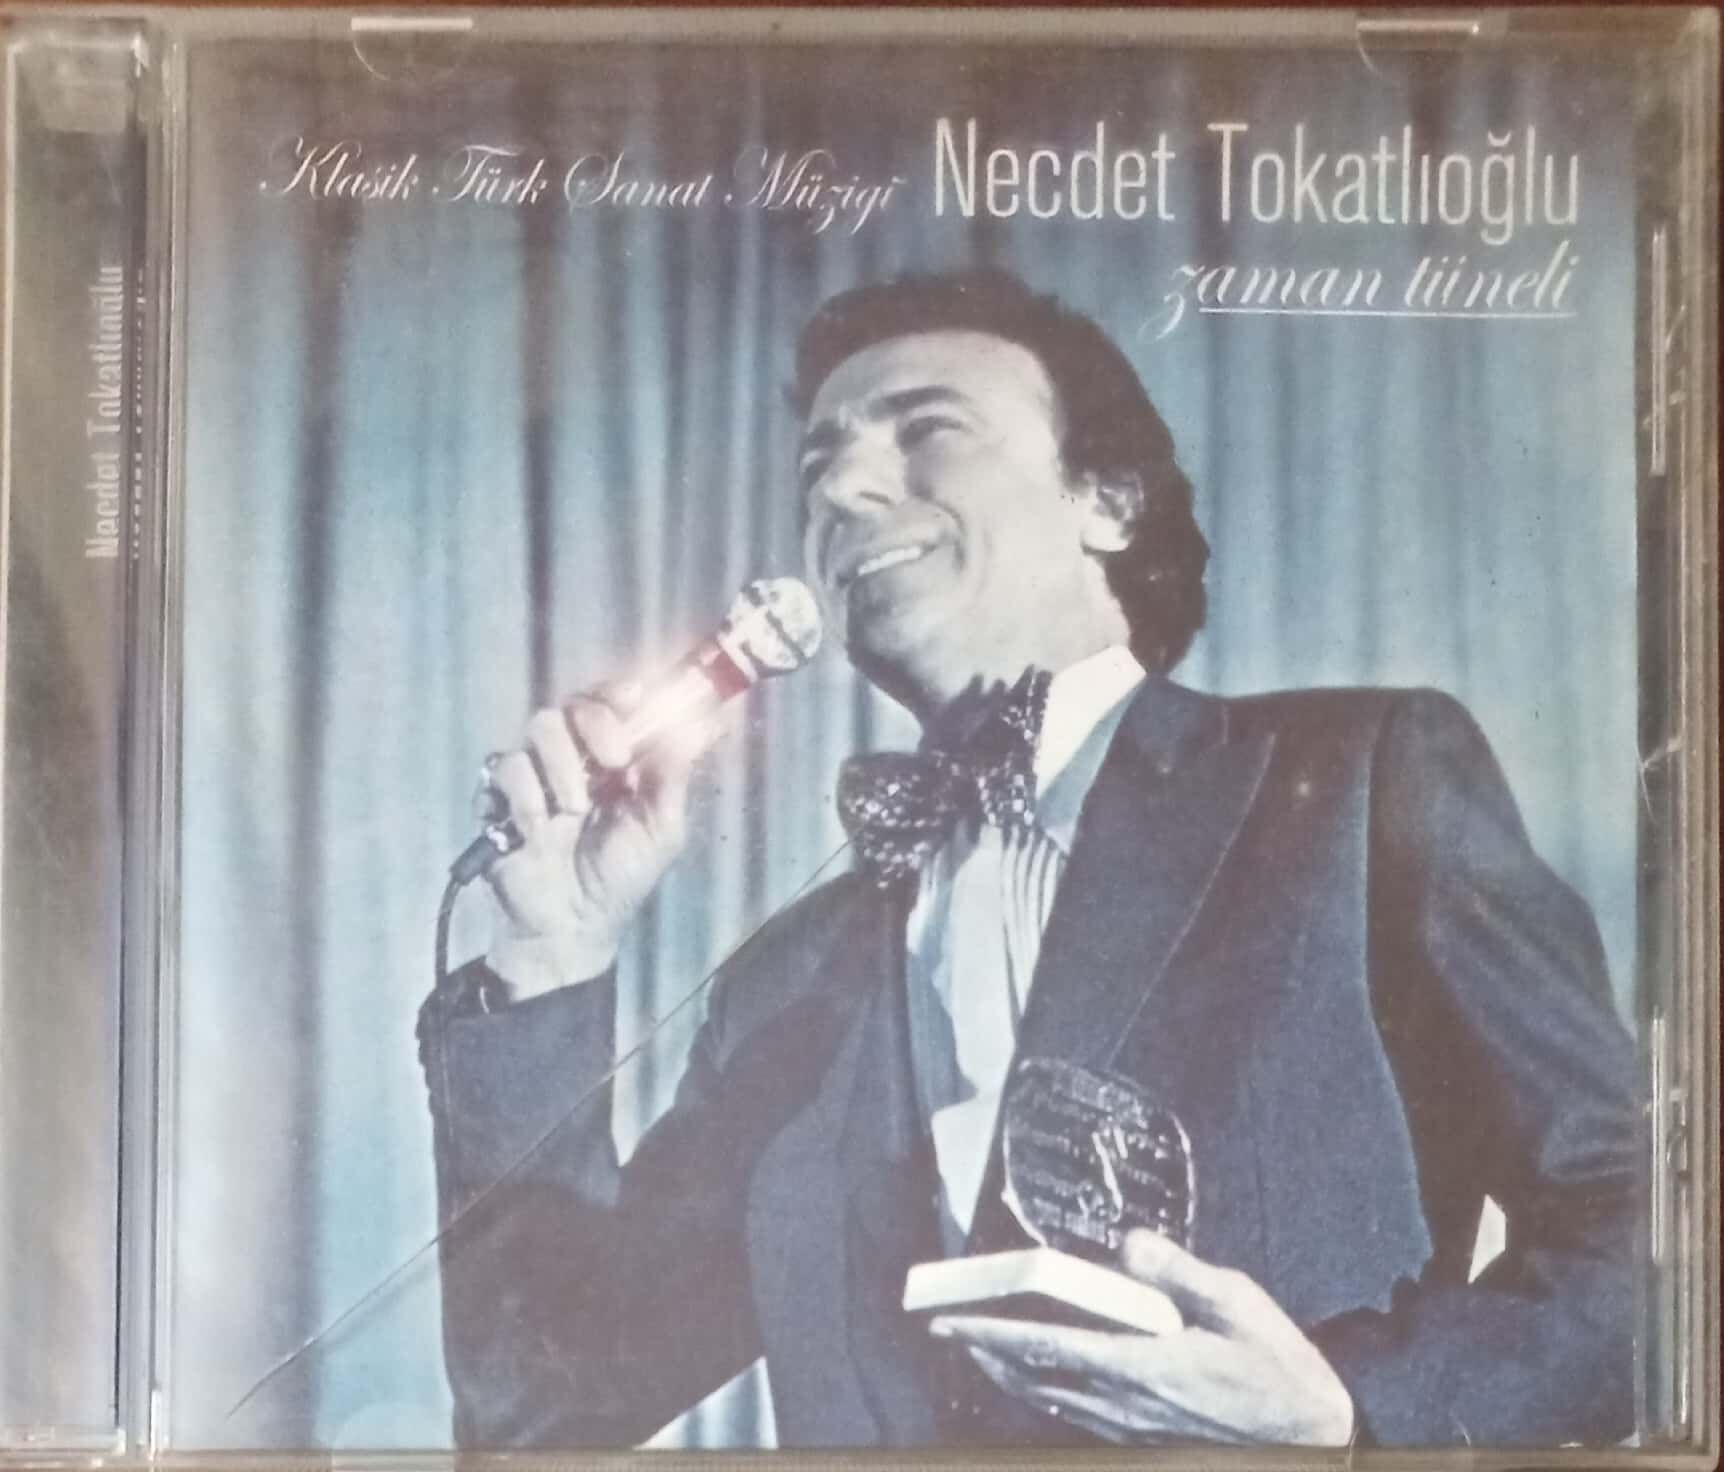 Klasik Türk Sanat Müziği
Necdet Tokatlıoğlu
zaman tüneli
Necdet Tokatlıoğlu